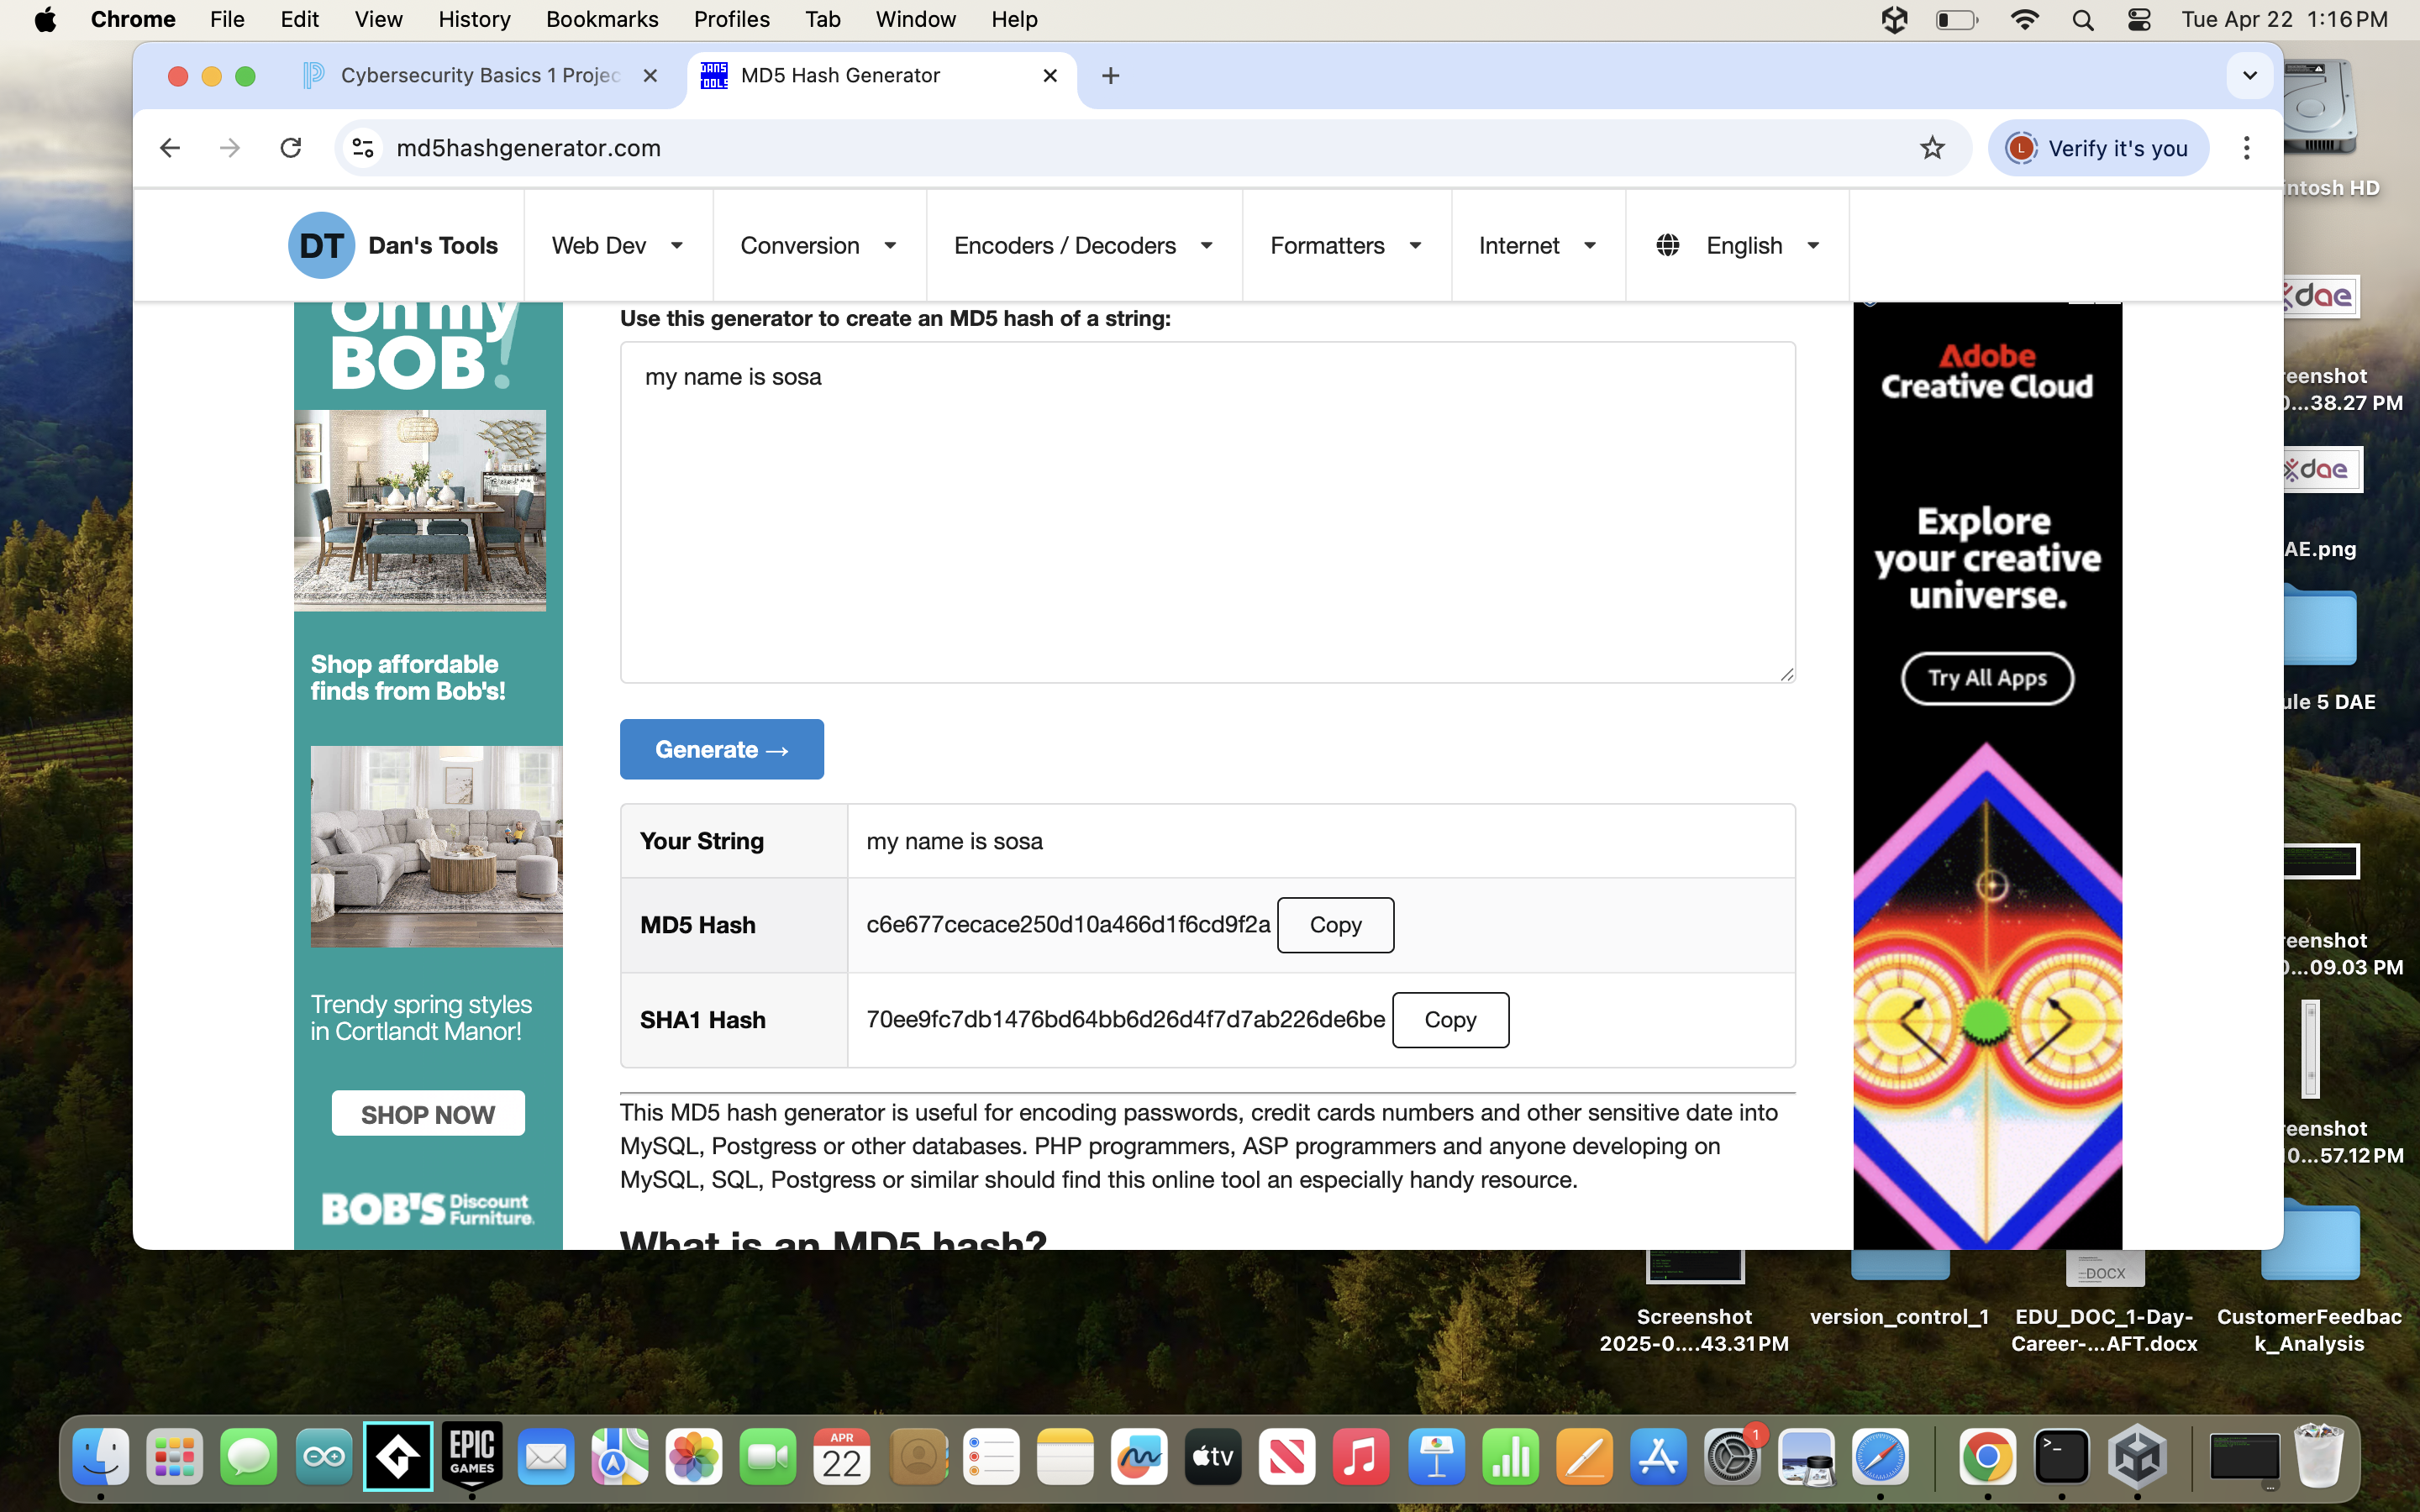 Chrome File Edit View History Bookmarks Profiles Tab Window Help Tue Apr 22 1:16 PM
Cybersecurity Basics 1 Projec MD5 Hash Generator
md5hashgenerator.com Verify it's you
DT Dan's Tools Web Dev Conversion Encoders / Decoders Formatters Internet English
Oh my
BOB!
Shop affordable
finds from Bob's!
Trendy spring styles
in Cortlandt Manor!
SHOP NOW
BOB'S Discount
Furniture.
Use this generator to create an MD5 hash of a string:
my name is sosa
Generate →
Your String my name is sosa
MD5 Hash c6e677cecace250d10a466d1f6cd9f2a Copy
SHA1 Hash 70ee9fc7db1476bd64bb6d26d4f7d7ab226de6be Copy
This MD5 hash generator is useful for encoding passwords, credit cards numbers and other sensitive date into
MySQL, Postgress or other databases. PHP programmers, ASP programmers and anyone developing on
MySQL, SQL, Postgress or similar should find this online tool an especially handy resource.
What is an MD5 hash?
Adobe
Creative Cloud
Explore
your creative
universe.
Try All Apps
intosh HD
dae
reenshot
0...38.27 PM
dae
AE.png
ule 5 DAE
reenshot
0...09.03 PM
reenshot
0...57.12 PM
DOCX
Screenshot
2025-0....43.31 PM
version_control_1
EDU_DOC_1-Day-
Career-...AFT.docx
CustomerFeedbac
k_Analysis
EPIC
GAMES
APR
22
tv
1